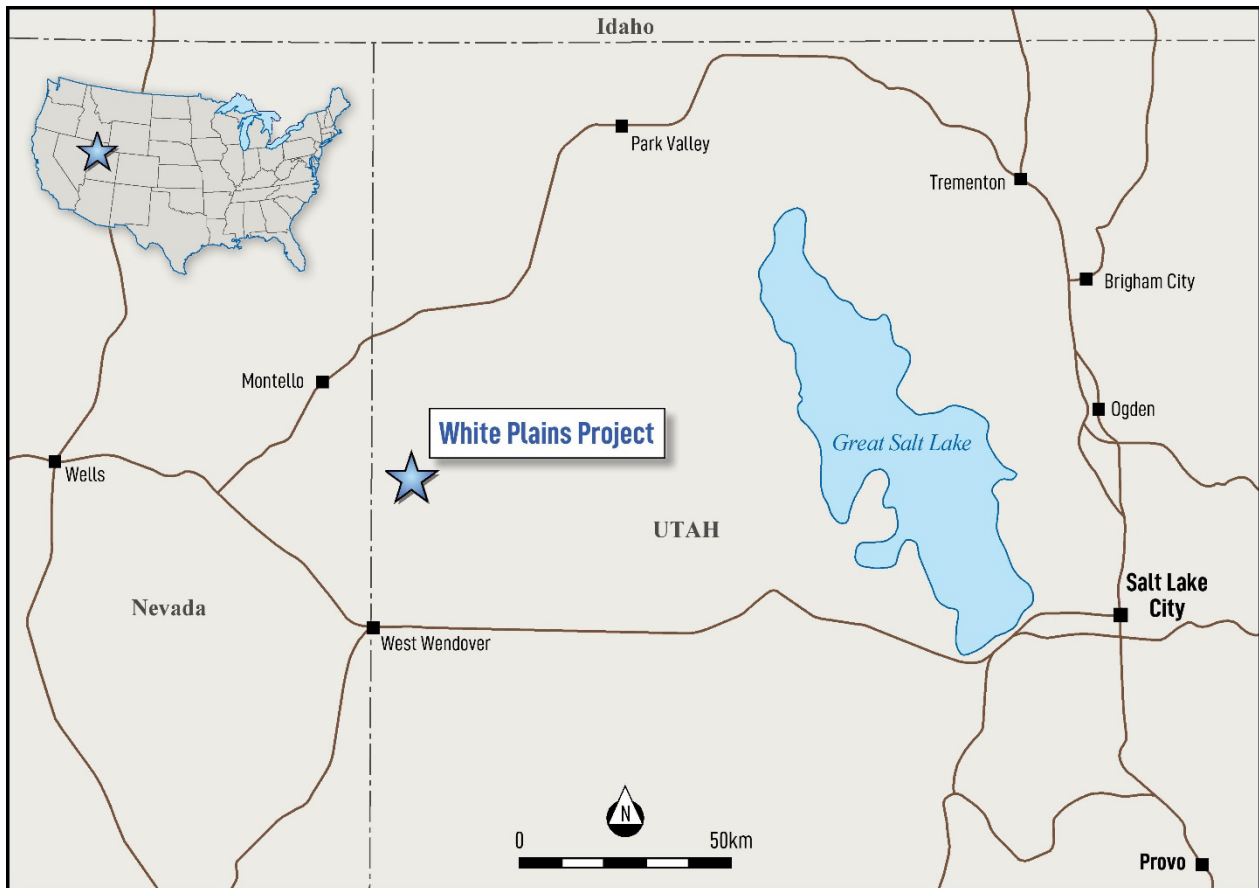 Idaho
Park Valley
Trementon
Brigham City
Montello
White Plains Project
Ogden
Great Salt Lake
Wells
UTAH
Salt Lake
City
Nevada
West Wendover
N
0 50km
Provo